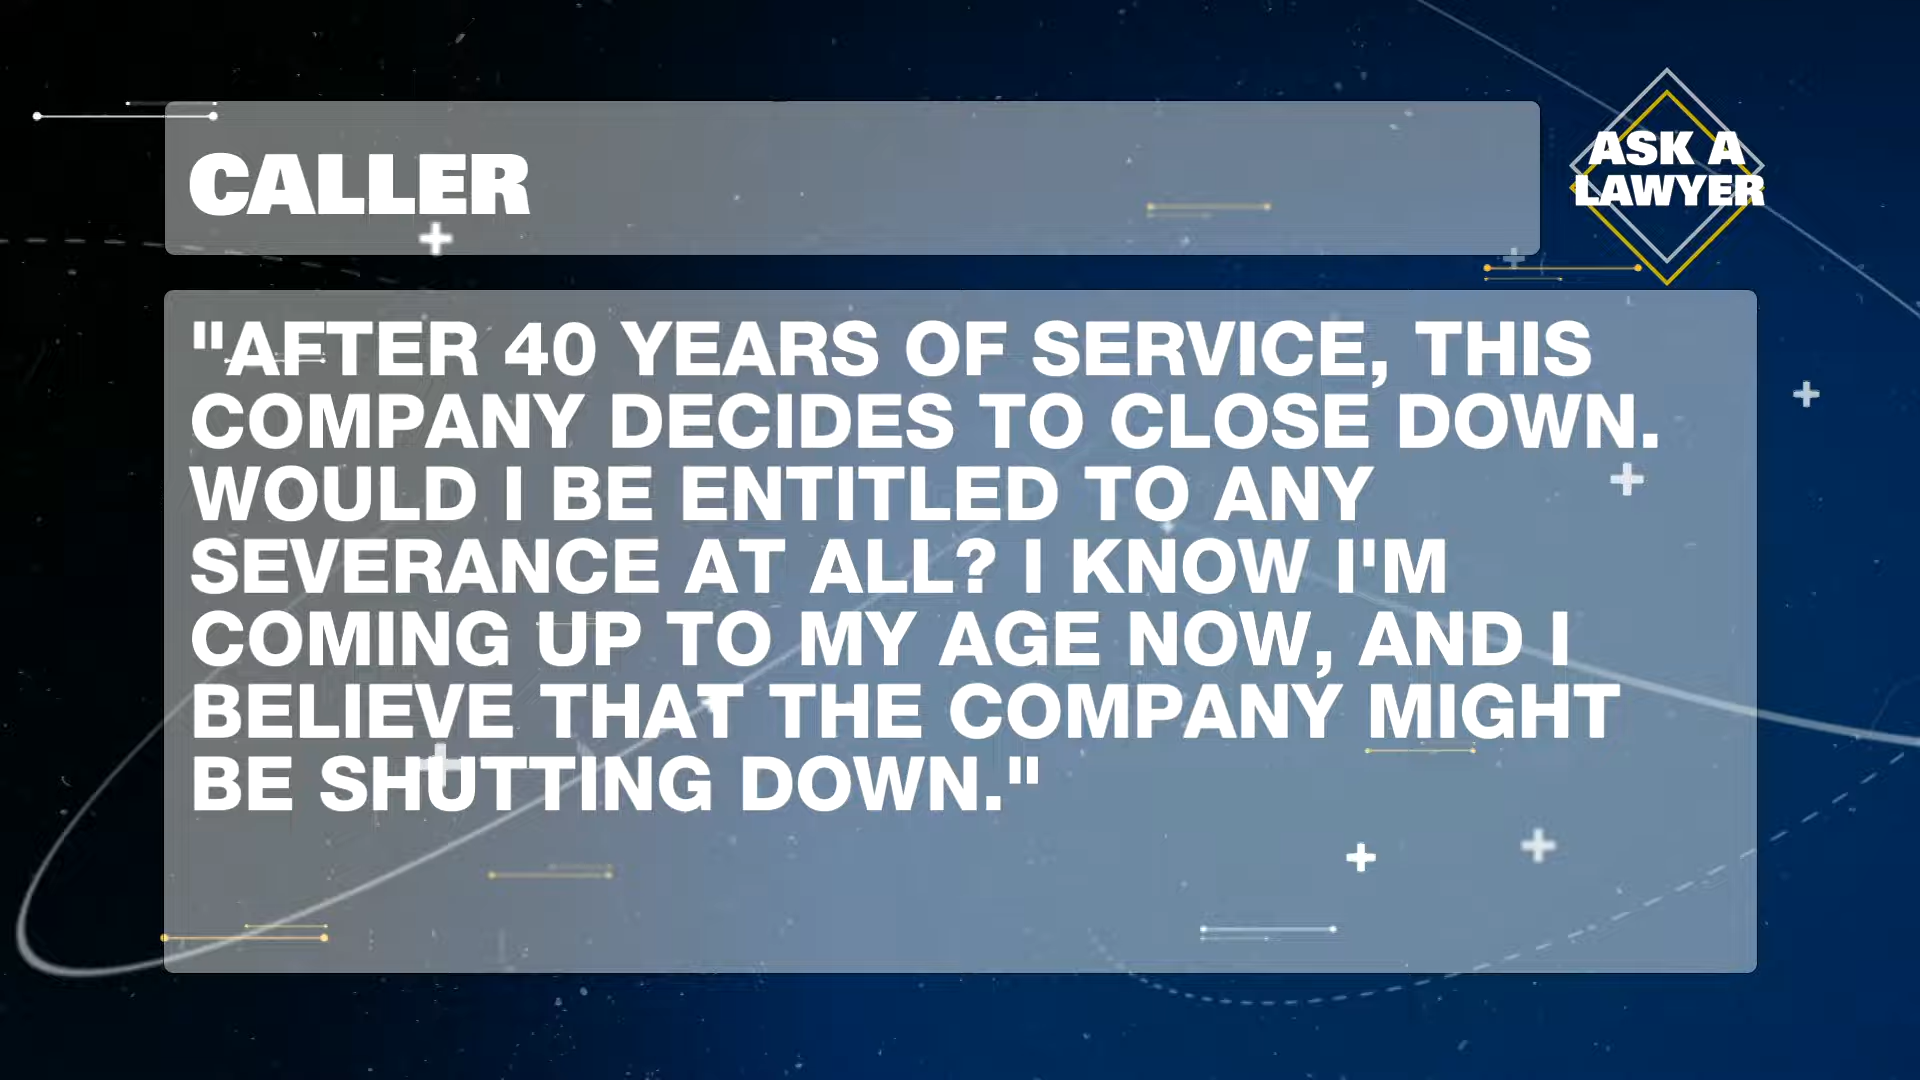 CALLER
ASK A
LAWYER
"AFTER 40 YEARS OF SERVICE, THIS
COMPANY DECIDES TO CLOSE DOWN.
WOULD I BE ENTITLED TO ANY
SEVERANCE AT ALL? I KNOW I'M
COMING UP TO MY AGE NOW, AND I
BELIEVE THAT THE COMPANY MIGHT
BE SHUTTING DOWN."